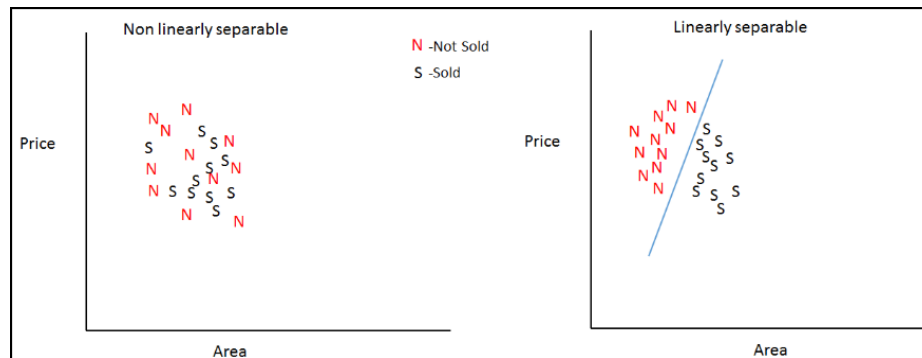 Non linearly separable
N -Not Sold
S -Sold
Price
N
N
N S
S N
S
N
S
N S N
S N
N S S S S
N S
N
Area
Linearly separable
Price
N N
N
N N S
N S
S
N N S S
N S
N S
N S S
S
S
Area